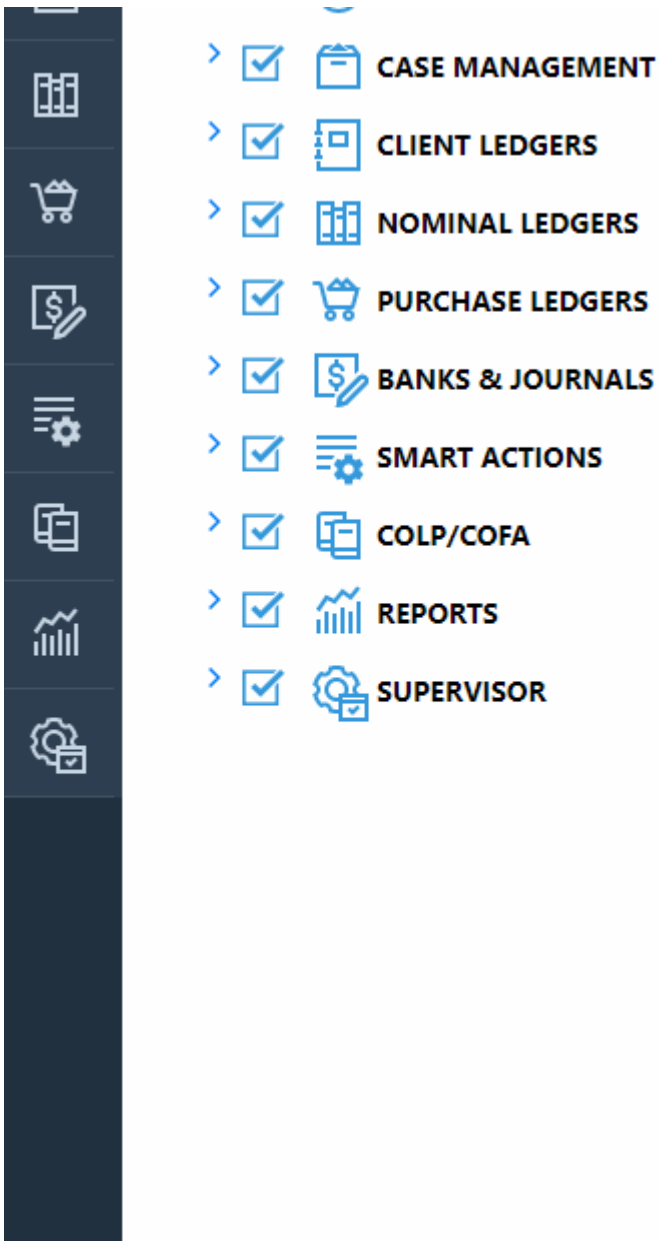 CASE MANAGEMENT
CLIENT LEDGERS
NOMINAL LEDGERS
PURCHASE LEDGERS
BANKS & JOURNALS
SMART ACTIONS
COLP/COFA
REPORTS
SUPERVISOR